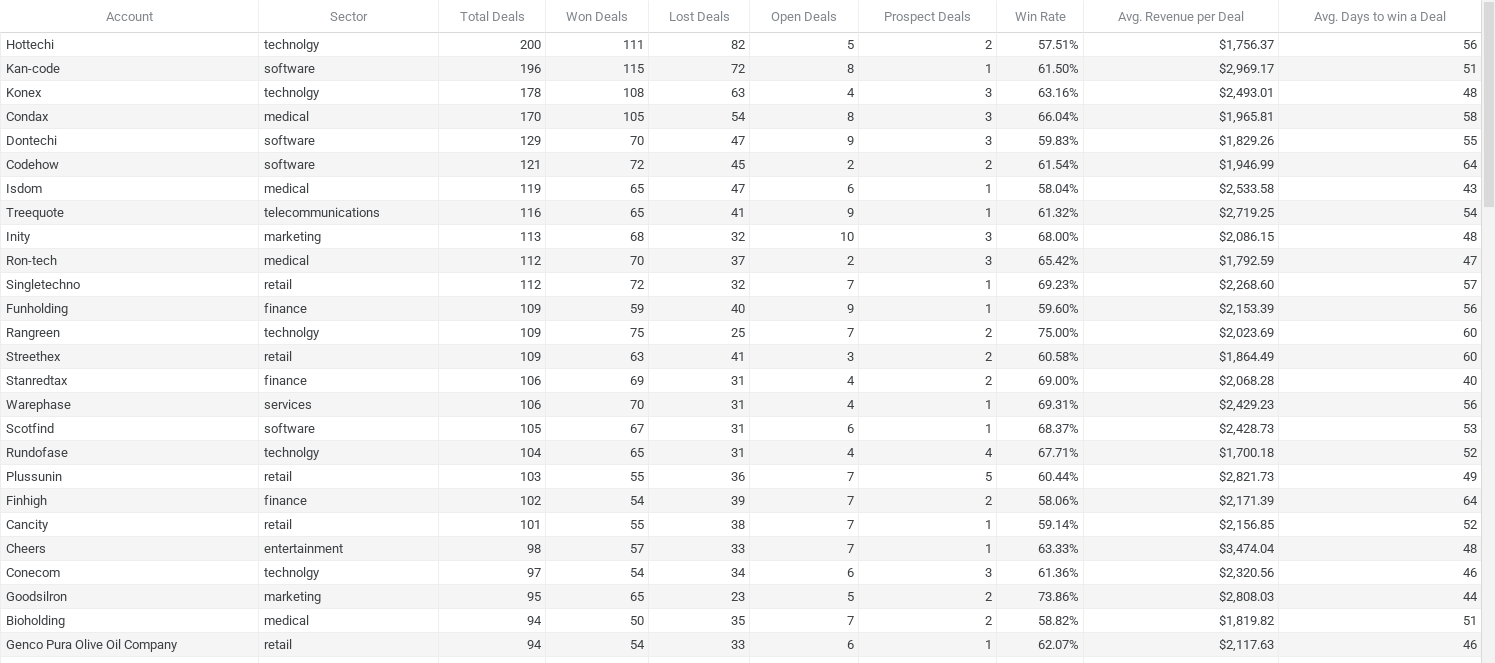 Account Sector Total Deals Won Deals Lost Deals Open Deals Prospect Deals Win Rate Avg. Revenue per Deal Avg. Days to win a Deal
Hottechi technolgy 200 111 82 5 2 57.51% $1,756.37 56
Kan-code software 196 115 72 8 1 61.50% $2,969.17 51
Konex technolgy 178 108 63 4 3 63.16% $2,493.01 48
Condax medical 170 105 54 8 3 66.04% $1,965.81 58
Dontechi software 129 70 47 9 3 59.83% $1,829.26 55
Codehow software 121 72 45 2 2 61.54% $1,946.99 64
Isdom medical 119 65 47 6 1 58.04% $2,533.58 43
Treequote telecommunications 116 65 41 9 1 61.32% $2,719.25 54
Inity marketing 113 68 32 10 3 68.00% $2,086.15 48
Ron-tech medical 112 70 37 2 3 65.42% $1,792.59 47
Singletechno retail 112 72 32 7 1 69.23% $2,268.60 57
Funholding finance 109 59 40 9 1 59.60% $2,153.39 56
Rangreen technolgy 109 75 25 7 2 75.00% $2,023.69 60
Streethex retail 109 63 41 3 2 60.58% $1,864.49 60
Stanredtax finance 106 69 31 4 2 69.00% $2,068.28 40
Warephase services 106 70 31 4 1 69.31% $2,429.23 56
Scotfind software 105 67 31 6 1 68.37% $2,428.73 53
Rundofase technolgy 104 65 31 4 4 67.71% $1,700.18 52
Plussunin retail 103 55 36 7 5 60.44% $2,821.73 49
Finhigh finance 102 54 39 7 2 58.06% $2,171.39 64
Cancity retail 101 55 38 7 1 59.14% $2,156.85 52
Cheers entertainment 98 57 33 7 1 63.33% $3,474.04 48
Conecom technolgy 97 54 34 6 3 61.36% $2,320.56 46
Goodsilron marketing 95 65 23 5 2 73.86% $2,808.03 44
Bioholding medical 94 50 35 7 2 58.82% $1,819.82 51
Genco Pura Olive Oil Company retail 94 54 33 6 1 62.07% $2,117.63 46